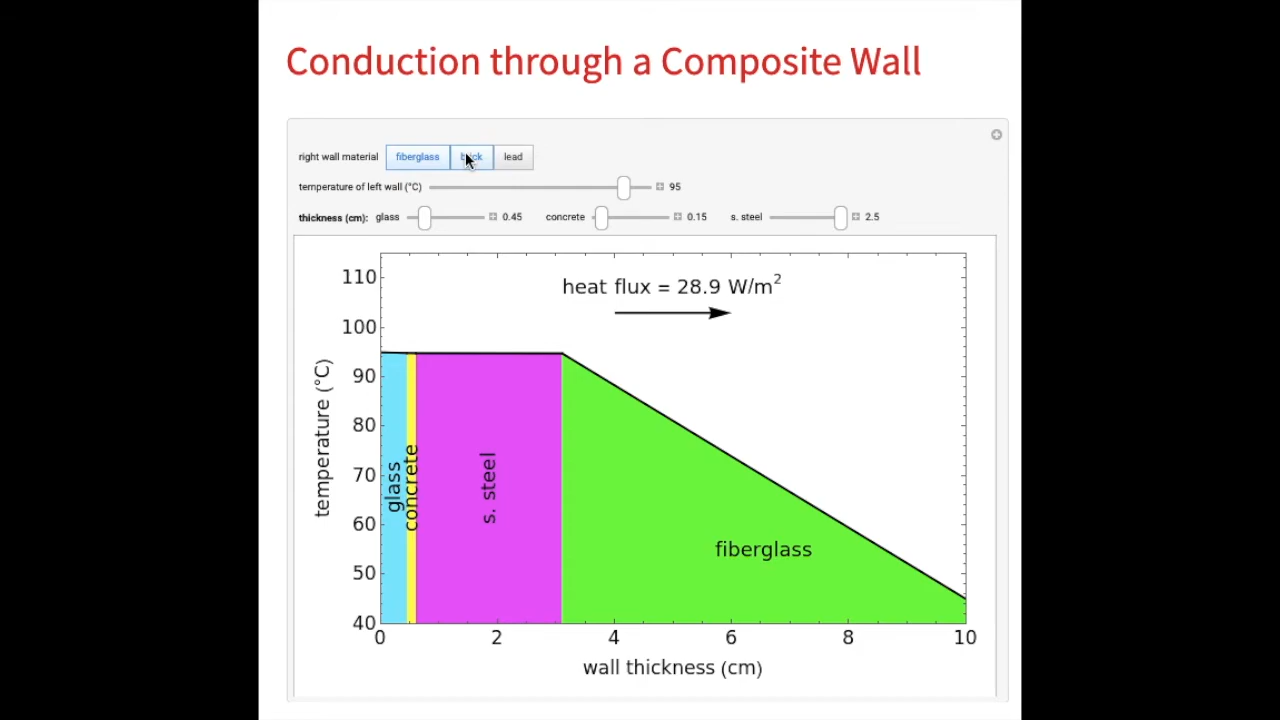 Conduction through a Composite Wall
right wall material fiberglass brick lead
temperature of left wall (°C) 95
thickness (cm): glass 0.45 concrete 0.15 s. steel 2.5
heat flux = 28.9 W/m²
110
100
90
80
70
60
50
40
temperature (°C)
glass
concrete
s. steel
fiberglass
0 2 4 6 8 10
wall thickness (cm)